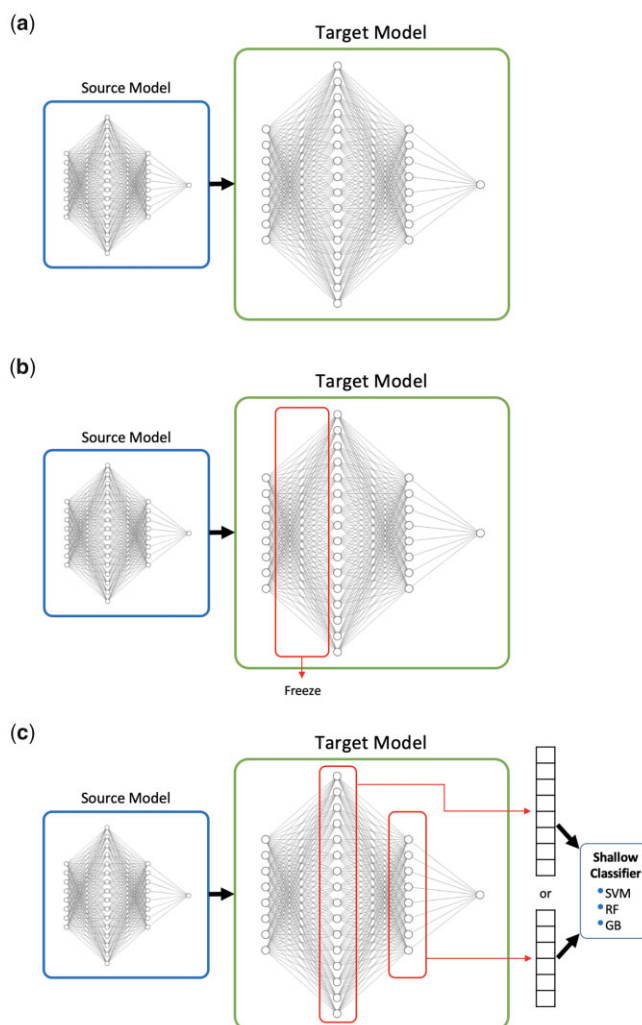 (a)
Target Model
Source Model
(b)
Target Model
Source Model
Freeze
(c)
Target Model
Source Model
or
Shallow
Classifier
SVM
RF
GB